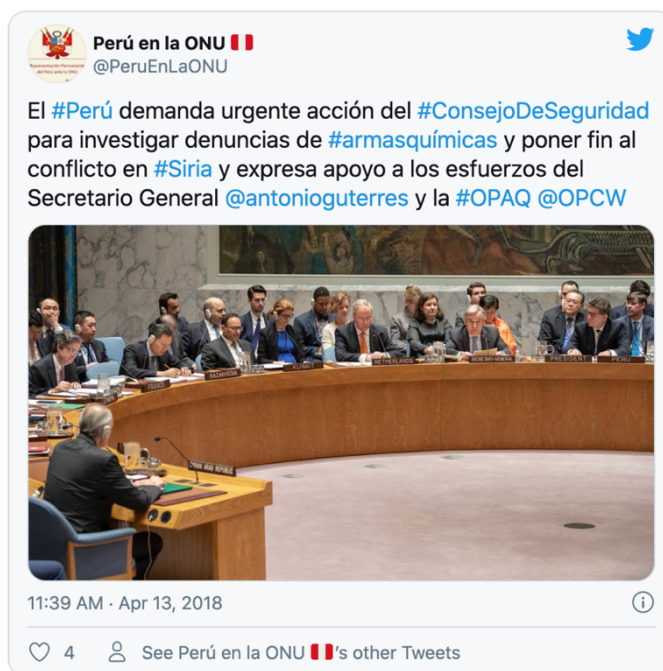 Perú en la ONU 🇵🇪
@PeruEnLaONU
El #Perú demanda urgente acción del #ConsejoDeSeguridad
para investigar denuncias de #armasquímicas y poner fin al
conflicto en #Siria y expresa apoyo a los esfuerzos del
Secretario General @antonioguterres y la #OPAQ @OPCW
FRANCE
KAZAKHSTAN
KUWAIT
NETHERLANDS
SECRETARY-GENERAL
PRESIDENT
PERU
SYRIAN ARAB REPUBLIC
11:39 AM · Apr 13, 2018
4
See Perú en la ONU 🇵🇪's other Tweets